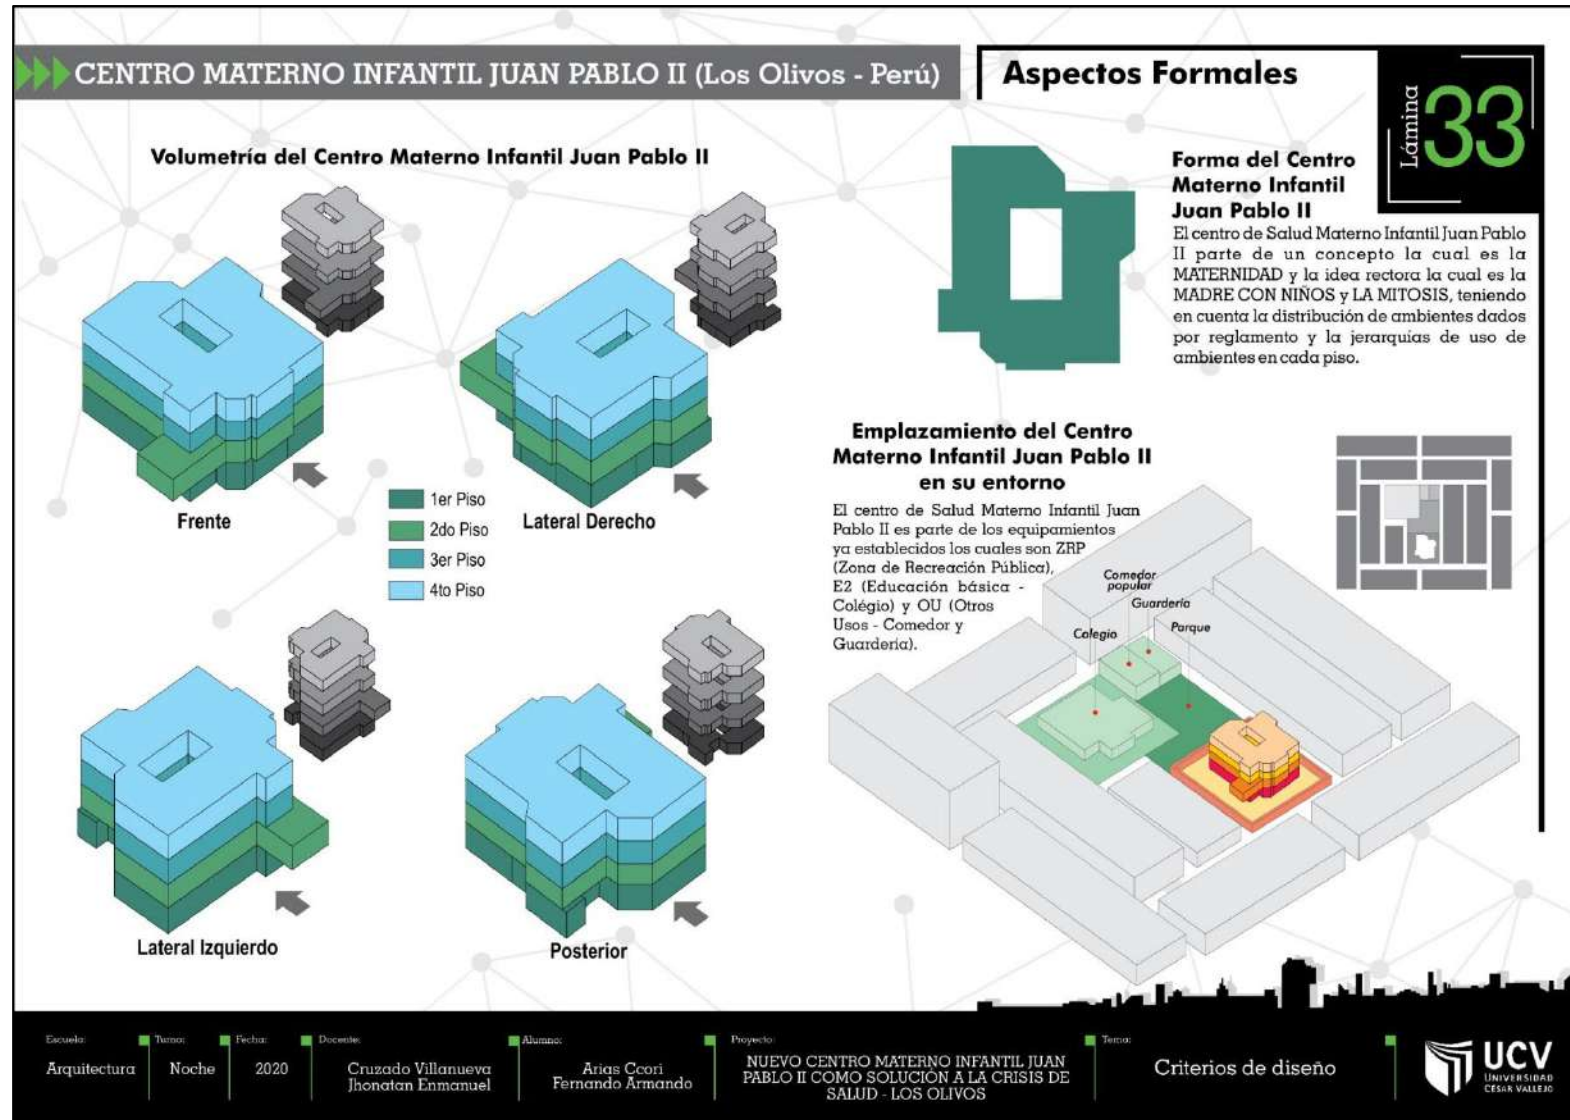 CENTRO MATERNO INFANTIL JUAN PABLO II (Los Olivos - Perú)
Aspectos Formales
Lámina
33
Volumetría del Centro Materno Infantil Juan Pablo II
Frente
Lateral Derecho
1er Piso
2do Piso
3er Piso
4to Piso
Lateral Izquierdo
Posterior
Forma del Centro
Materno Infantil
Juan Pablo II
El centro de Salud Materno Infantil Juan Pablo
II parte de un concepto la cual es la
MATERNIDAD y la idea rectora la cual es la
MADRE CON NIÑOS y LA MITOSIS, teniendo
en cuenta la distribución de ambientes dados
por reglamento y la jerarquías de uso de
ambientes en cada piso.
Emplazamiento del Centro
Materno Infantil Juan Pablo II
en su entorno
El centro de Salud Materno Infantil Juan
Pablo II es parte de los equipamientos
ya establecidos los cuales son ZRP
(Zona de Recreación Pública),
E2 (Educación básica -
Colégio) y OU (Otros
Usos - Comedor y
Guardería).
Comedor
popular
Guardería
Colegio
Parque
Escuela:
Arquitectura
Turno:
Noche
Fecha:
2020
Docente:
Cruzado Villanueva
Jhonatan Enmanuel
Alumno:
Arias Ccori
Fernando Armando
Proyecto:
NUEVO CENTRO MATERNO INFANTIL JUAN
PABLO II COMO SOLUCIÓN A LA CRISIS DE
SALUD - LOS OLIVOS
Tema:
Criterios de diseño
UCV
UNIVERSIDAD
CÉSAR VALLEJO